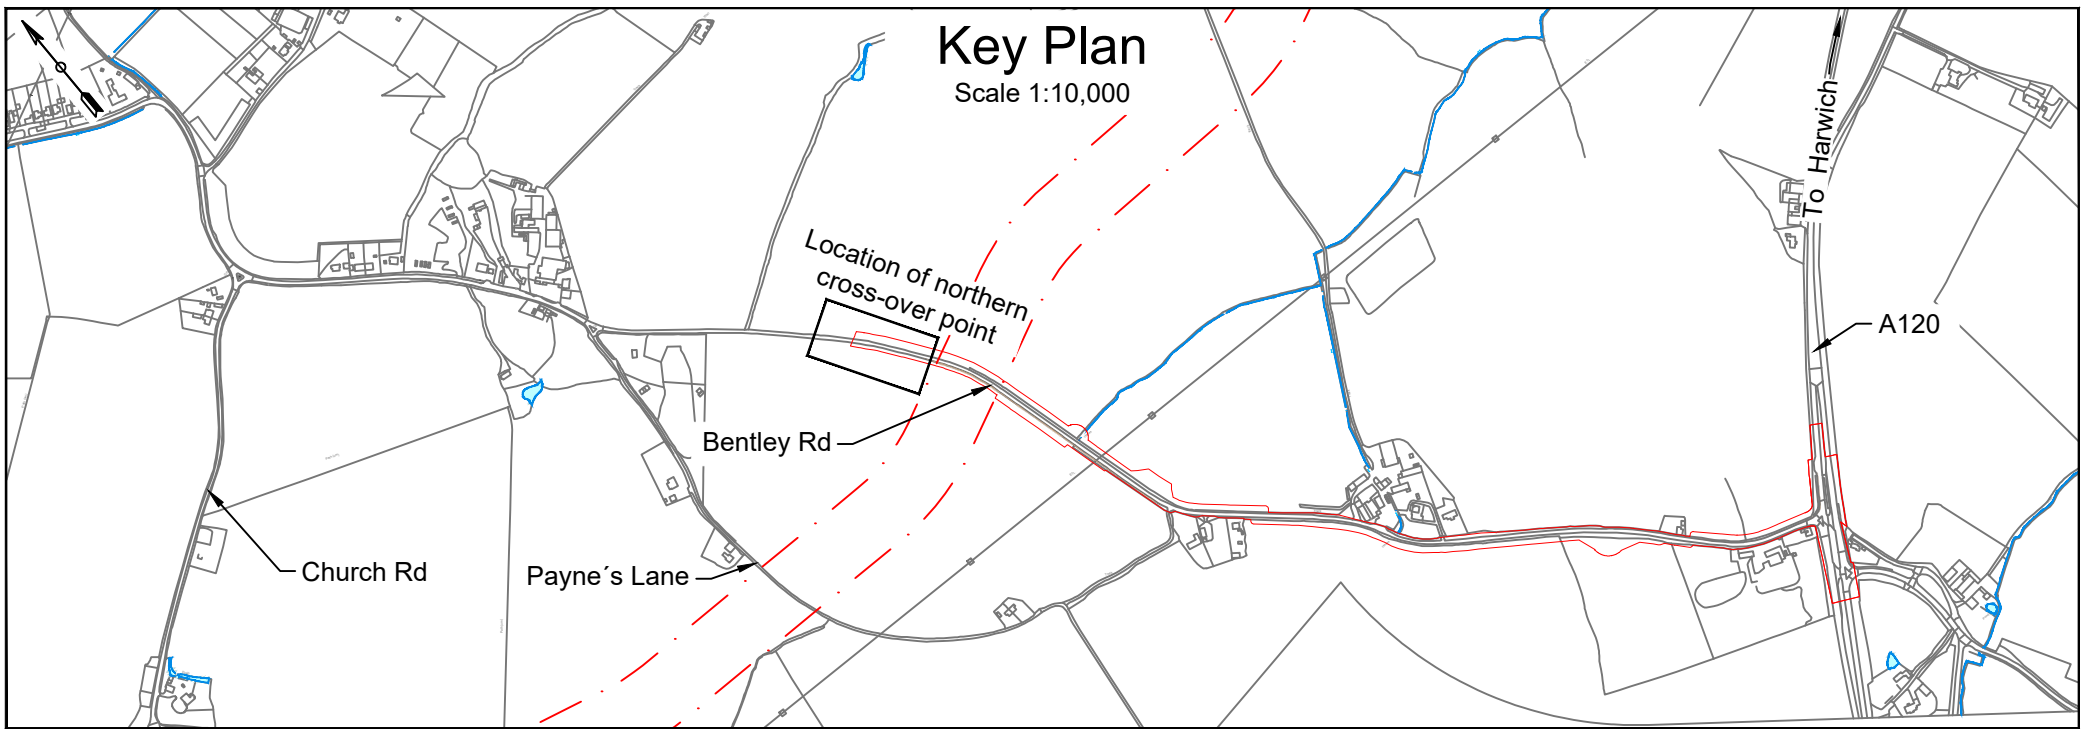 Key Plan
Scale 1:10,000
To Harwich
Location of northern
cross-over point
A120
Bentley Rd
Church Rd
Payne´s Lane